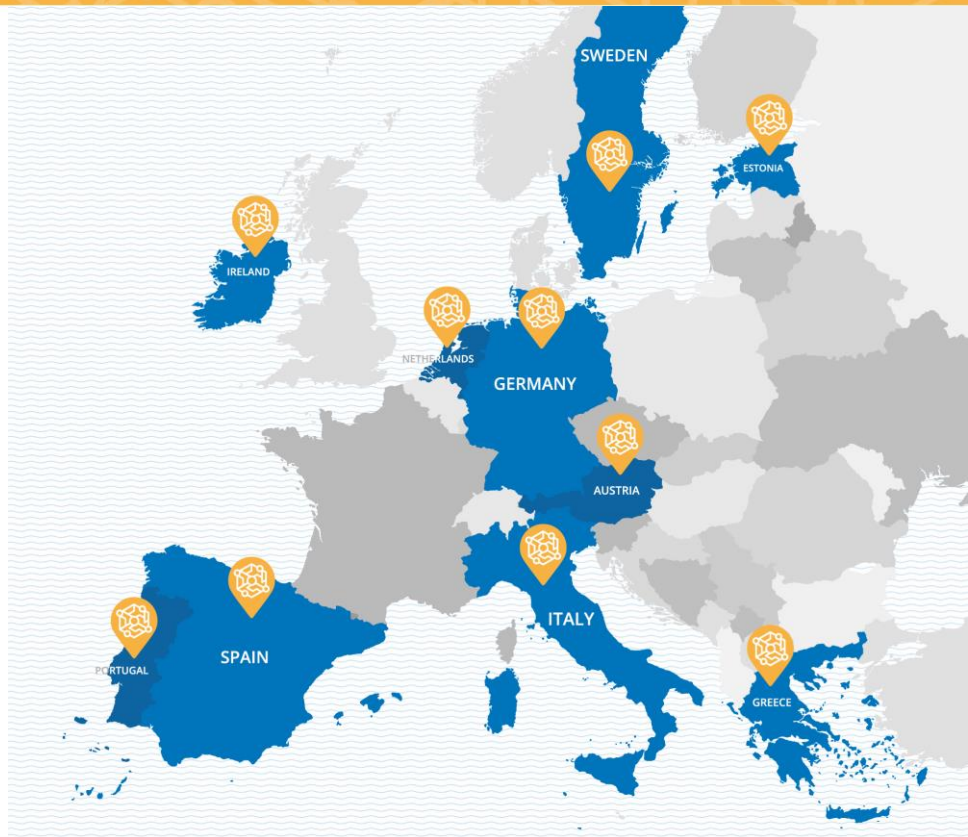 SWEDEN
ESTONIA
IRELAND
NETHERLANDS
GERMANY
AUSTRIA
ITALY
SPAIN
PORTUGAL
GREECE